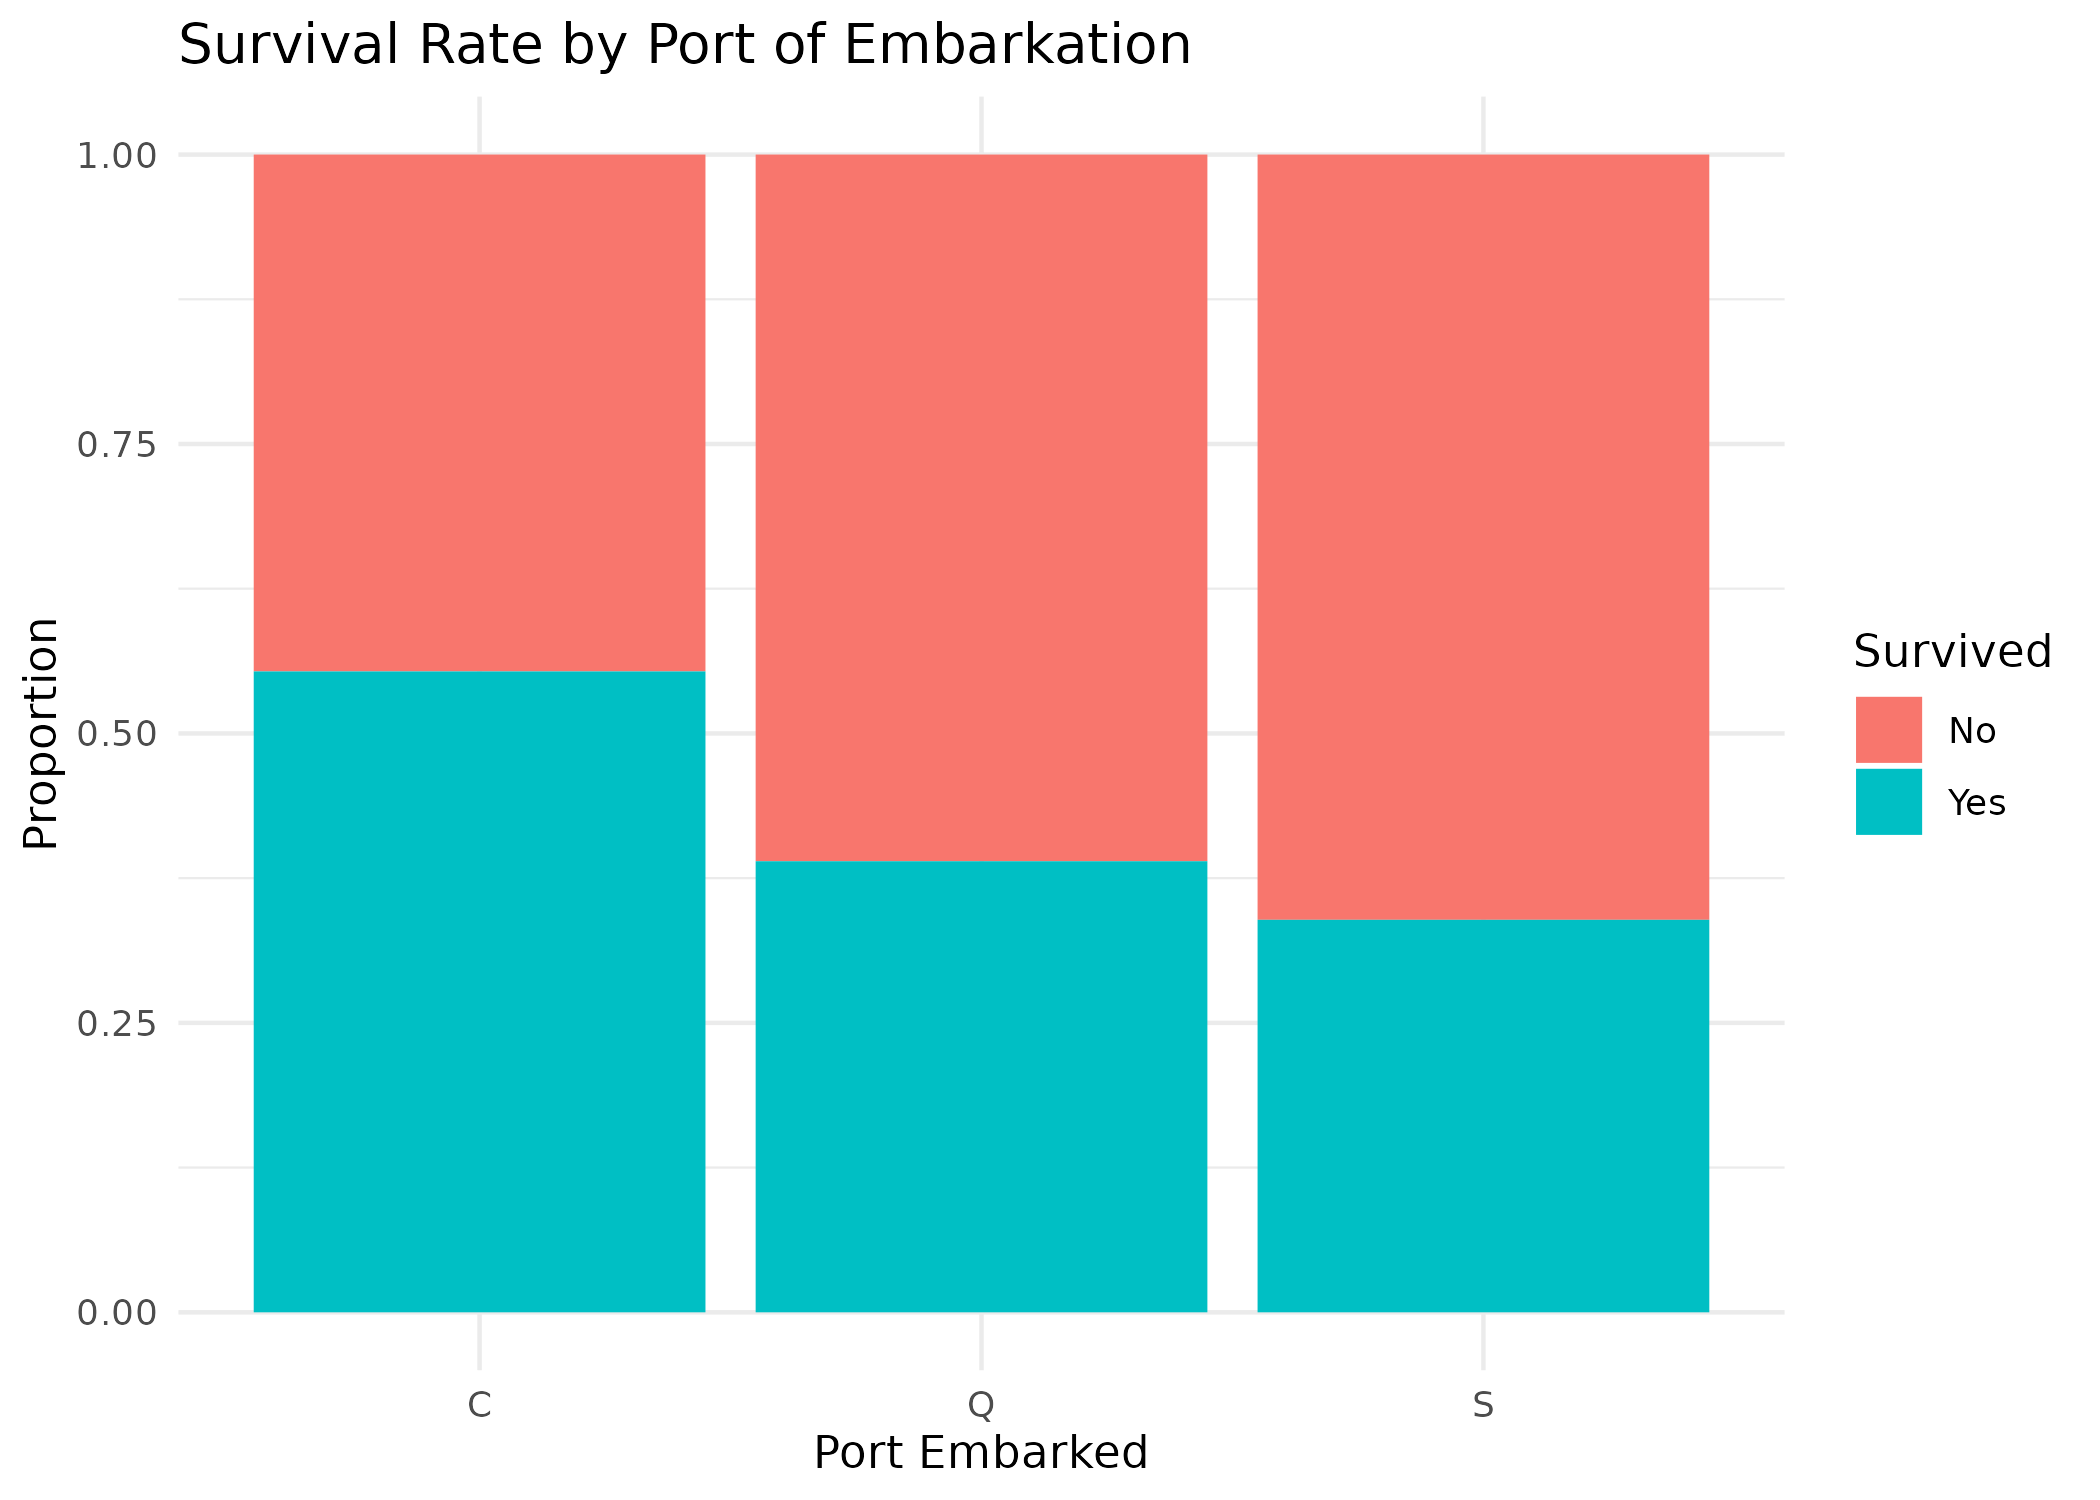 Survival Rate by Port of Embarkation
1.00
0.75
0.50
0.25
0.00
Proportion
C
Q
S
Port Embarked
Survived
No
Yes